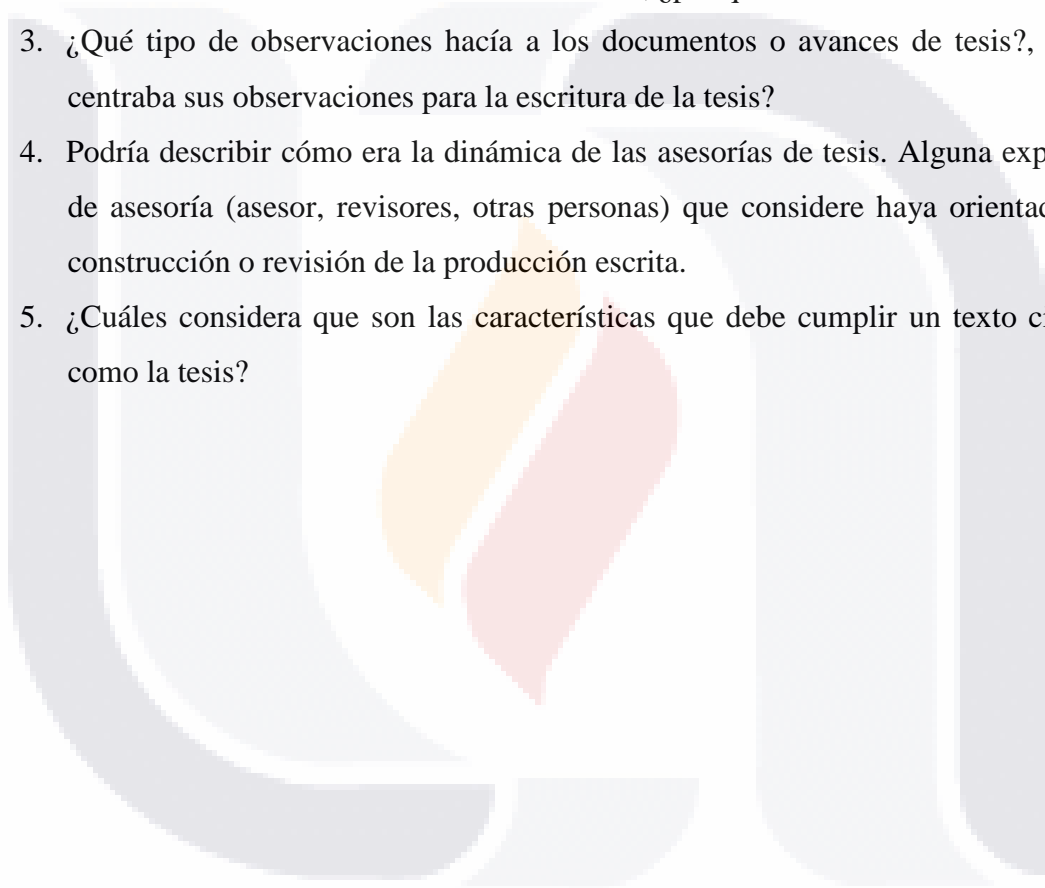 3. ¿Qué tipo de observaciones hacía a los documentos o avances de tesis?,
centraba sus observaciones para la escritura de la tesis?
4. Podría describir cómo era la dinámica de las asesorías de tesis. Alguna exp
de asesoría (asesor, revisores, otras personas) que considere haya orientad
construcción o revisión de la producción escrita.
5. ¿Cuáles considera que son las características que debe cumplir un texto ci
como la tesis?